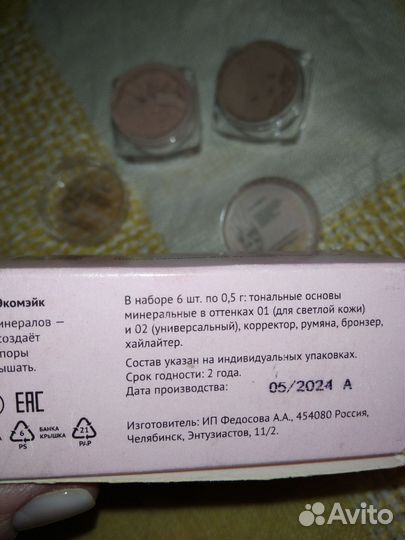 Экомэйк
инералов —
создаёт
поры
ышать.
EAC
6
PS
БАНКА
КРЫШКА
21
PAP
В наборе 6 шт. по 0,5 г: тональные основы
минеральные в оттенках 01 (для светлой кожи)
и 02 (универсальный), корректор, румяна, бронзер,
хайлайтер.
Состав указан на индивидуальных упаковках.
Срок годности: 2 года.
Дата производства: 05/2024 A
Изготовитель: ИП Федосова А.А., 454080 Россия,
Челябинск, Энтузиастов, 11/2.
Avito